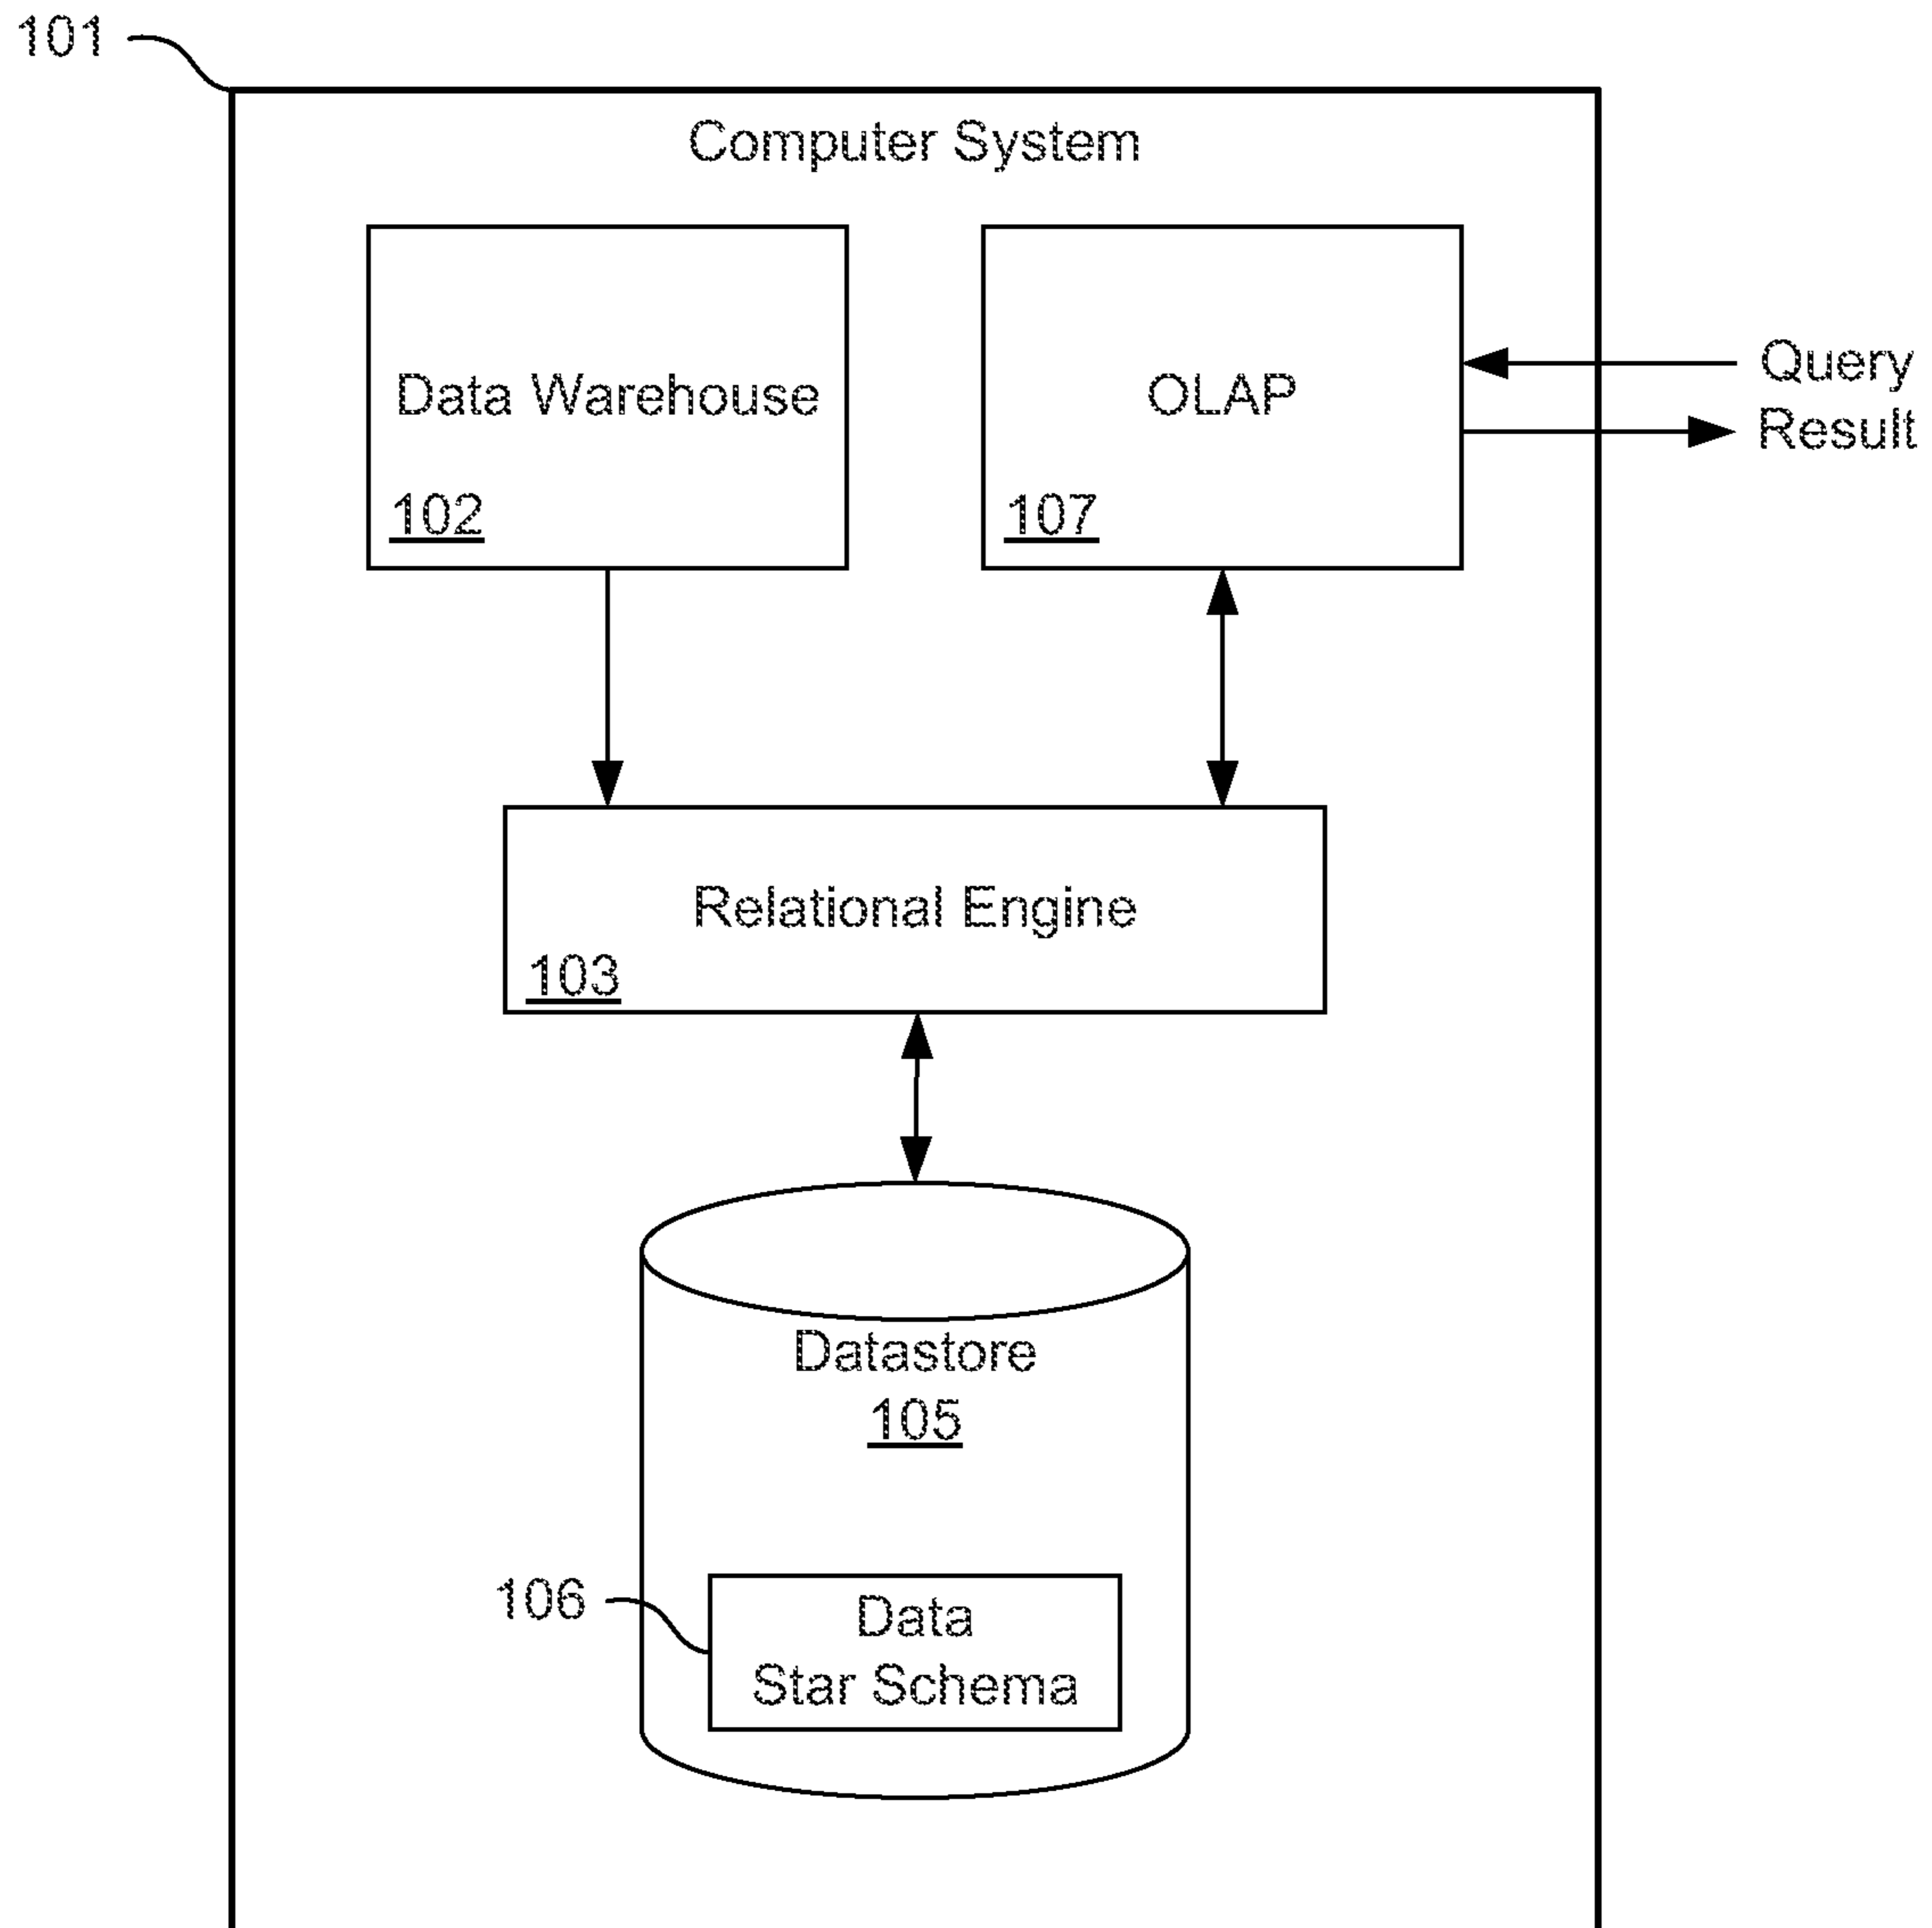 101
Computer System
Data Warehouse
102
OLAP
107
Query
Result
Relational Engine
103
Datastore
105
106
Data
Star Schema